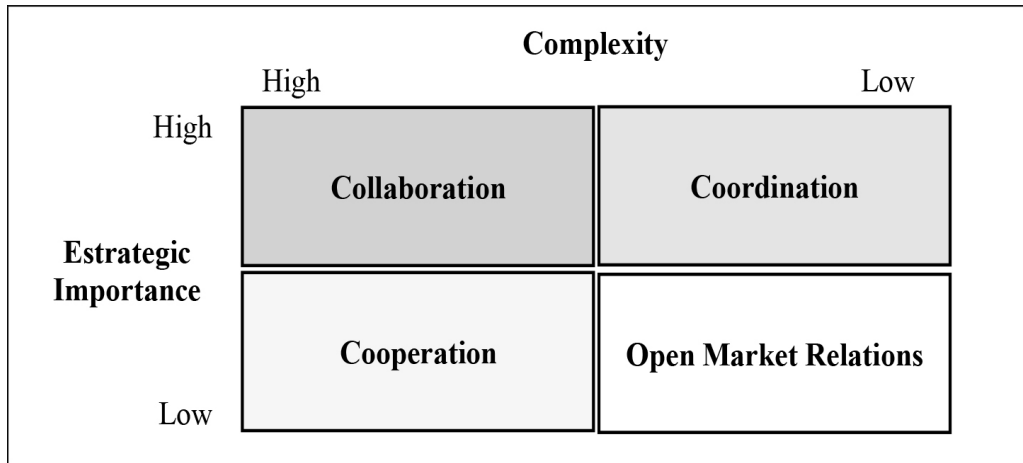 Complexity
High Low
High
Collaboration Coordination
Estrategic
Importance
Cooperation Open Market Relations
Low